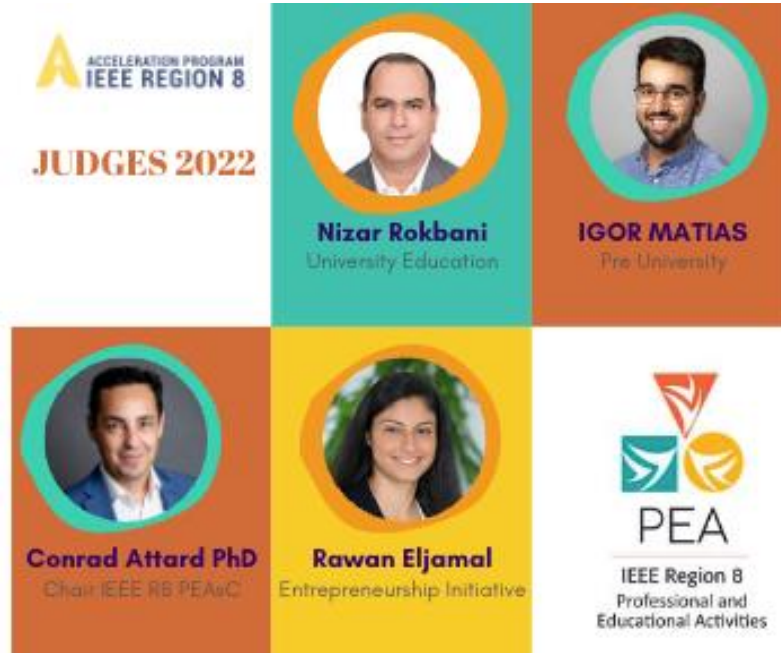 ACCELERATION PROGRAM
IEEE REGION 8
JUDGES 2022
Nizar Rokbani
University Education
IGOR MATIAS
Pre University
Conrad Attard PhD
Chair IEEE R8 PEAsC
Rawan Eljamal
Entrepreneurship Initiative
PEA
IEEE Region 8
Professional and
Educational Activities